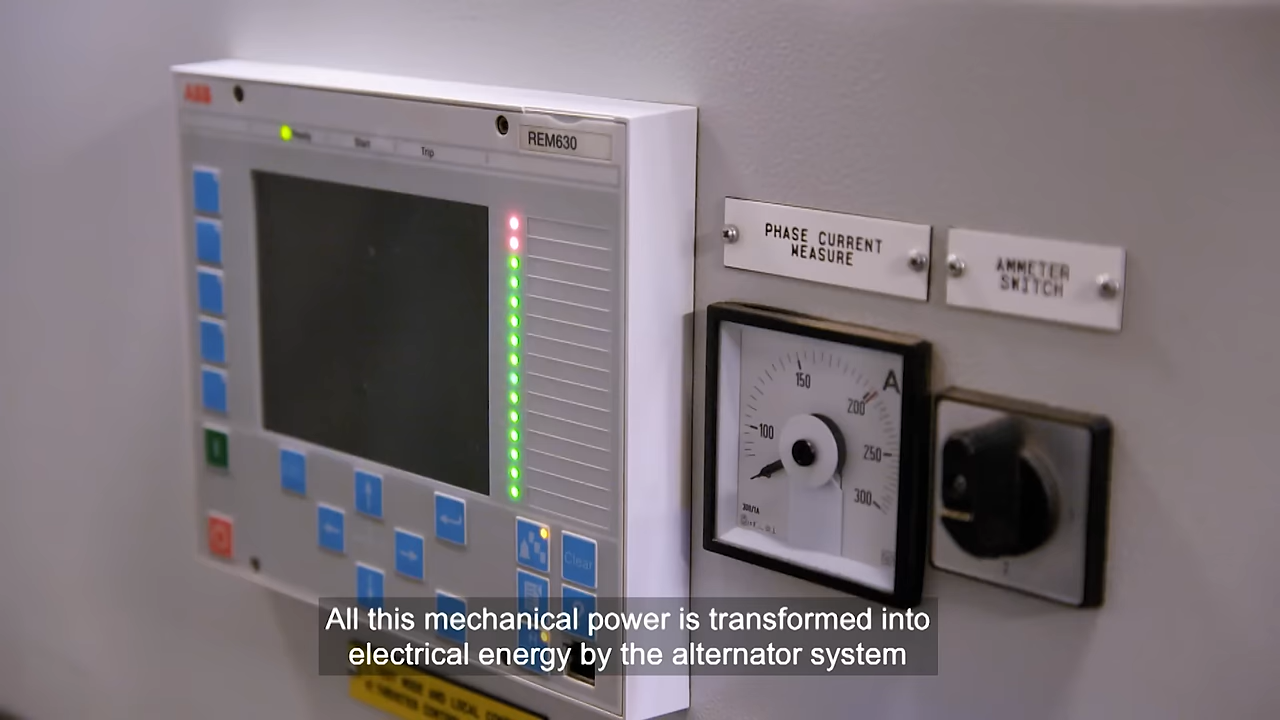 ABB
REM630
Start
Trip
PHASE CURRENT
MEASURE
AMMETER
SWITCH
A
150
200
100
250
300
Clear
All this mechanical power is transformed into
electrical energy by the alternator system